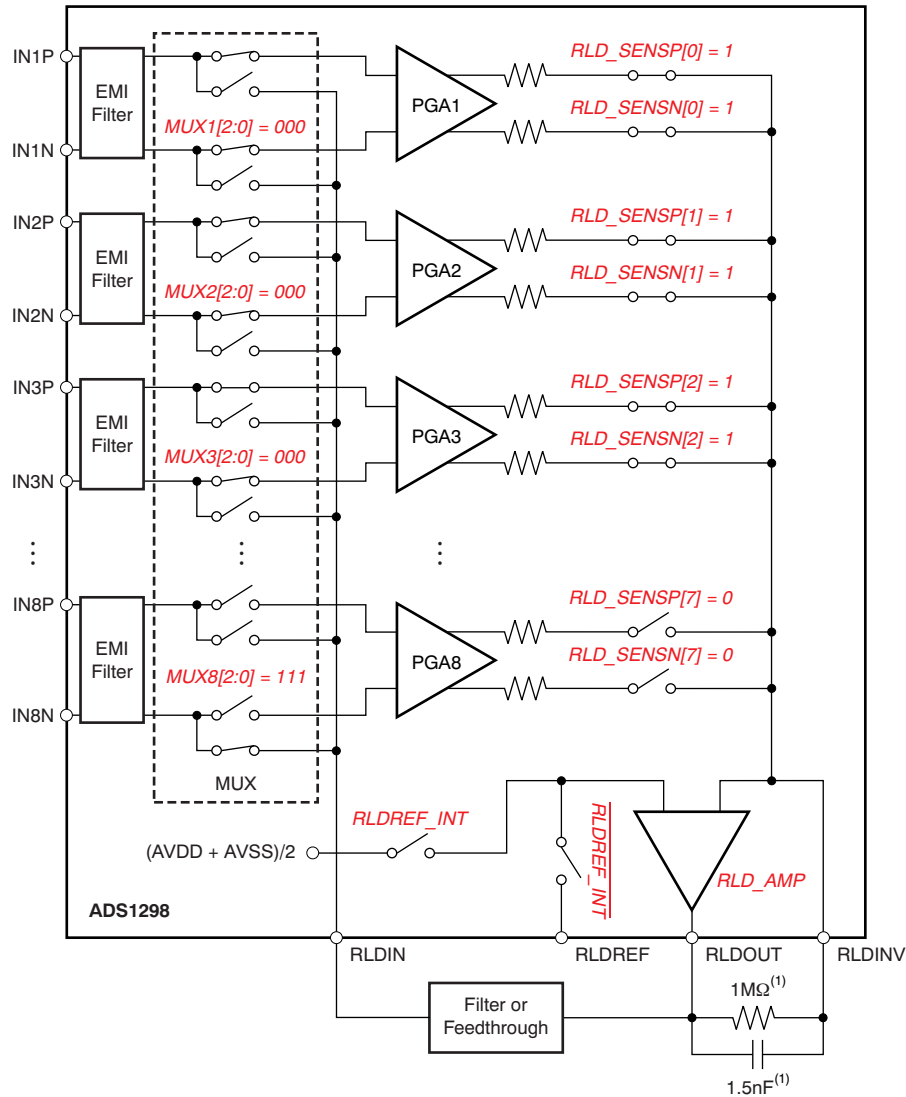 IN1P
EMI
Filter
IN1N
MUX1[2:0] = 000
PGA1
RLD_SENSP[0] = 1
RLD_SENSN[0] = 1
IN2P
EMI
Filter
IN2N
MUX2[2:0] = 000
PGA2
RLD_SENSP[1] = 1
RLD_SENSN[1] = 1
IN3P
EMI
Filter
IN3N
MUX3[2:0] = 000
PGA3
RLD_SENSP[2] = 1
RLD_SENSN[2] = 1
IN8P
EMI
Filter
IN8N
MUX8[2:0] = 111
PGA8
RLD_SENSP[7] = 0
RLD_SENSN[7] = 0
MUX
(AVDD + AVSS)/2
RLDREF_INT
RLDREF_INT
RLD_AMP
ADS1298
RLDIN
RLDREF
RLDOUT
RLDINV
Filter or
Feedthrough
1MΩ(1)
1.5nF(1)